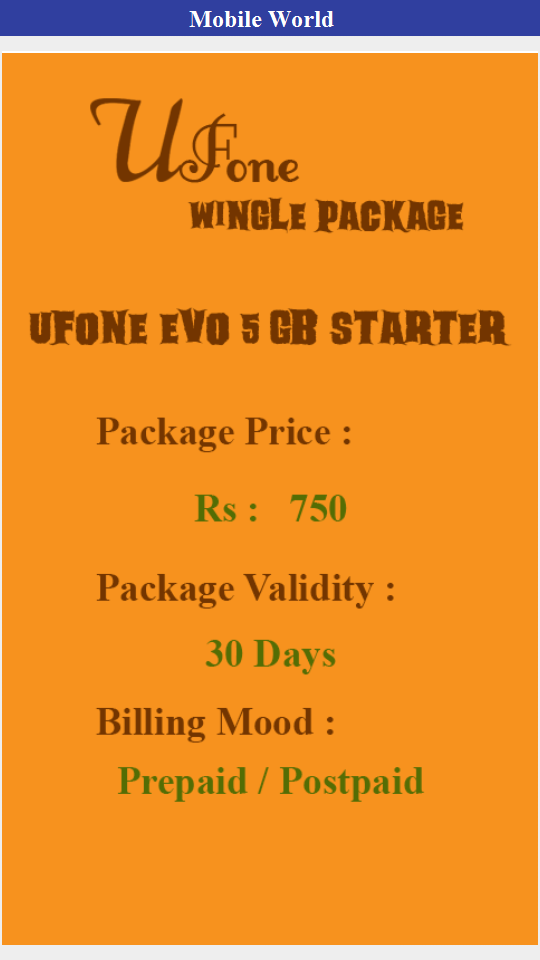 Mobile World
UFone
WINGLE PACKAGE
UFONE EVO 5 GB STARTER
Package Price :
Rs : 750
Package Validity :
30 Days
Billing Mood :
Prepaid / Postpaid